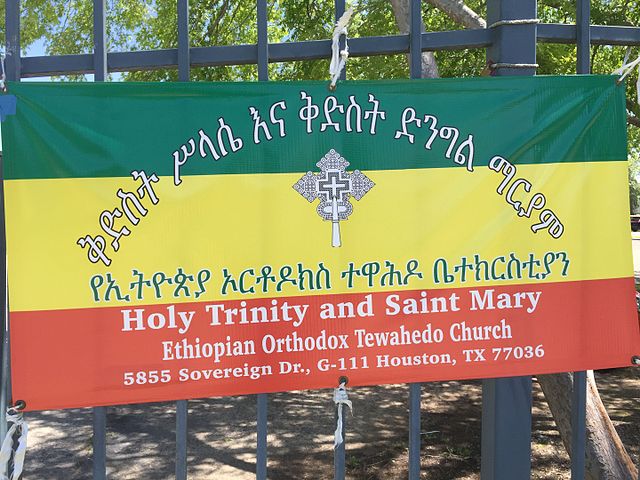 ቅድስት ሥላሴ እና ቅድስት ድንግል ማርያም
የኢትዮጵያ ኦርቶዶክስ ተዋሕዶ ቤተክርስቲያን
Holy Trinity and Saint Mary
Ethiopian Orthodox Tewahedo Church
5855 Sovereign Dr., G-111 Houston, TX 77036